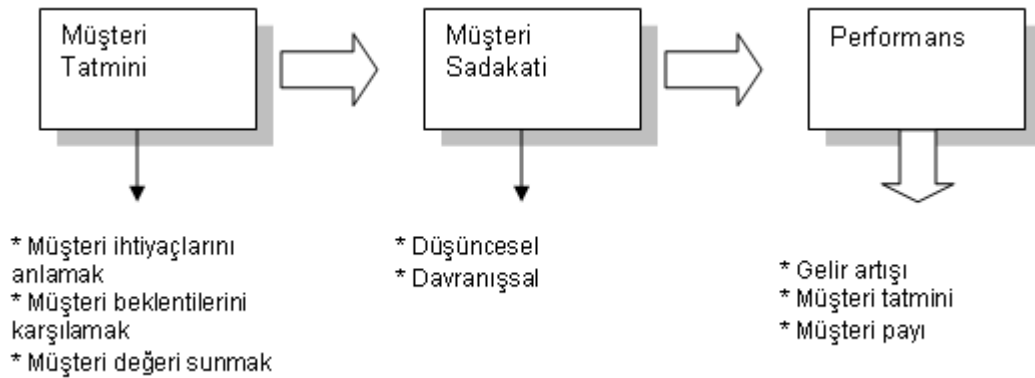 Müşteri
Tatmini
Müşteri
Sadakati
Performans
* Müşteri ihtiyaçlarını
anlamak
* Müşteri beklentilerini
karşılamak
* Müşteri değeri sunmak
* Düşüncesel
* Davranışsal
* Gelir artışı
* Müşteri tatmini
* Müşteri payı